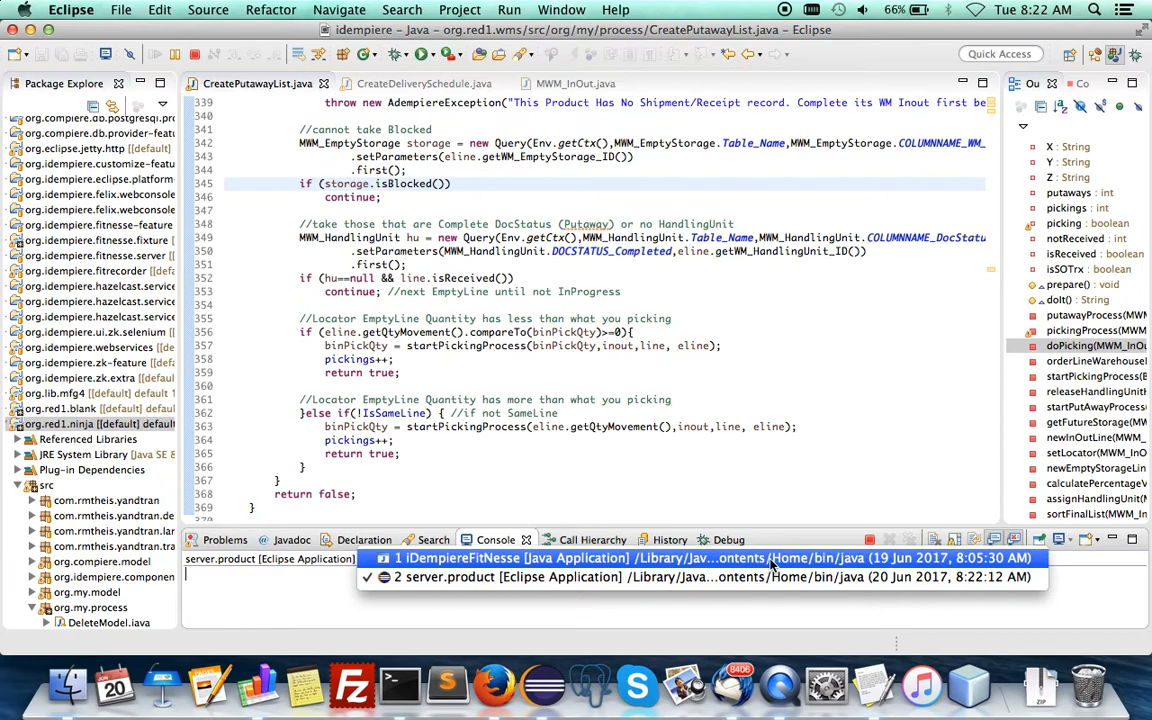 Eclipse File Edit Source Refactor Navigate Search Project Run Window Help 66% Tue 8:22 AM
idempiere - Java - org.red1.wms/src/org/my/process/CreatePutawayList.java - Eclipse
Quick Access
Package Explorer
CreatePutawayList.java
CreateDeliverySchedule.java
MWM_InOut.java
Ou
Co
org.compiere.db.postgresql.pr
org.compiere.db.provider-featu
org.eclipse.jetty.http [[default]
org.idempiere.customize-featur
org.idempiere.eclipse.platform-
org.idempiere.felix.webconsole
org.idempiere.felix.webconsole
org.idempiere.fitnesse-feature
org.idempiere.fitnesse.fixture
org.idempiere.fitnesse.server
org.idempiere.fitrecorder [[def
org.idempiere.hazelcast.service
org.idempiere.hazelcast.service
org.idempiere.hazelcast.service
org.idempiere.ui.zk.selenium [
org.idempiere.webservices [[de
org.idempiere.zk-feature [[def
org.idempiere.zk.extra [[defau
org.lib.mfg4 [[default] default
org.red1.blank [[default] defau
org.red1.ninja [[default] default
Referenced Libraries
JRE System Library [Java SE 8
Plug-in Dependencies
src
com.rmtheis.yandtran
com.rmtheis.yandtran.de
com.rmtheis.yandtran.lan
com.rmtheis.yandtran.tra
org.compiere.model
org.idempiere.componen
org.my.model
org.my.process
DeleteModel.java
339 throw new AdempiereException("This Product Has No Shipment/Receipt record. Complete its WM Inout first be
340
341 //cannot take Blocked
342 MWM_EmptyStorage storage = new Query(Env.getCtx(),MWM_EmptyStorage.Table_Name,MWM_EmptyStorage.COLUMNNAME_WM_
343 .setParameters(eline.getWM_EmptyStorage_ID())
344 .first();
345 if (storage.isBlocked())
346 continue;
347
348 //take those that are Complete DocStatus (Putaway) or no HandlingUnit
349 MWM_HandlingUnit hu = new Query(Env.getCtx(),MWM_HandlingUnit.Table_Name,MWM_HandlingUnit.COLUMNNAME_DocStatu
350 .setParameters(MWM_HandlingUnit.DOCSTATUS_Completed,eline.getWM_HandlingUnit_ID())
351 .first();
352 if (hu==null && line.isReceived())
353 continue; //next EmptyLine until not InProgress
354
355 //Locator EmptyLine Quantity has less than what you picking
356 if (eline.getQtyMovement().compareTo(binPickQty)>=0){
357 binPickQty = startPickingProcess(binPickQty,inout,line, eline);
358 pickings++;
359 return true;
360
361 //Locator EmptyLine Quantity has more than what you picking
362 }else if(!IsSameLine) { //if not SameLine
363 binPickQty = startPickingProcess(eline.getQtyMovement(),inout,line, eline);
364 pickings++;
365 return true;
366 }
367 }
368 return false;
369 }
370
X : String
Y : String
Z : String
putaways : int
pickings : int
picking : boolean
notReceived : int
isReceived : boolean
isSOTrx : boolean
prepare() : void
doIt() : String
putawayProcess(MWM
pickingProcess(MWM_
doPicking(MWM_InOu
orderLineWarehouse
startPickingProcess(B
releaseHandlingUnit
startPutAwayProcess(
getFutureStorage(MW
newInOutLine(MWM_
setLocator(MWM_
newEmptyStorageLin
calculatePercentageV
assignHandlingUnit(M
sortFinalList(MWM_
Problems
Javadoc
Declaration
Search
Console
Call Hierarchy
History
Debug
server.product [Eclipse Application]
1 iDempiereFitNesse [Java Application] /Library/Jav...ontents/Home/bin/java (19 Jun 2017, 8:05:30 AM)
2 server.product [Eclipse Application] /Library/Java...ontents/Home/bin/java (20 Jun 2017, 8:22:12 AM)
JUN
20
8406
ZIP